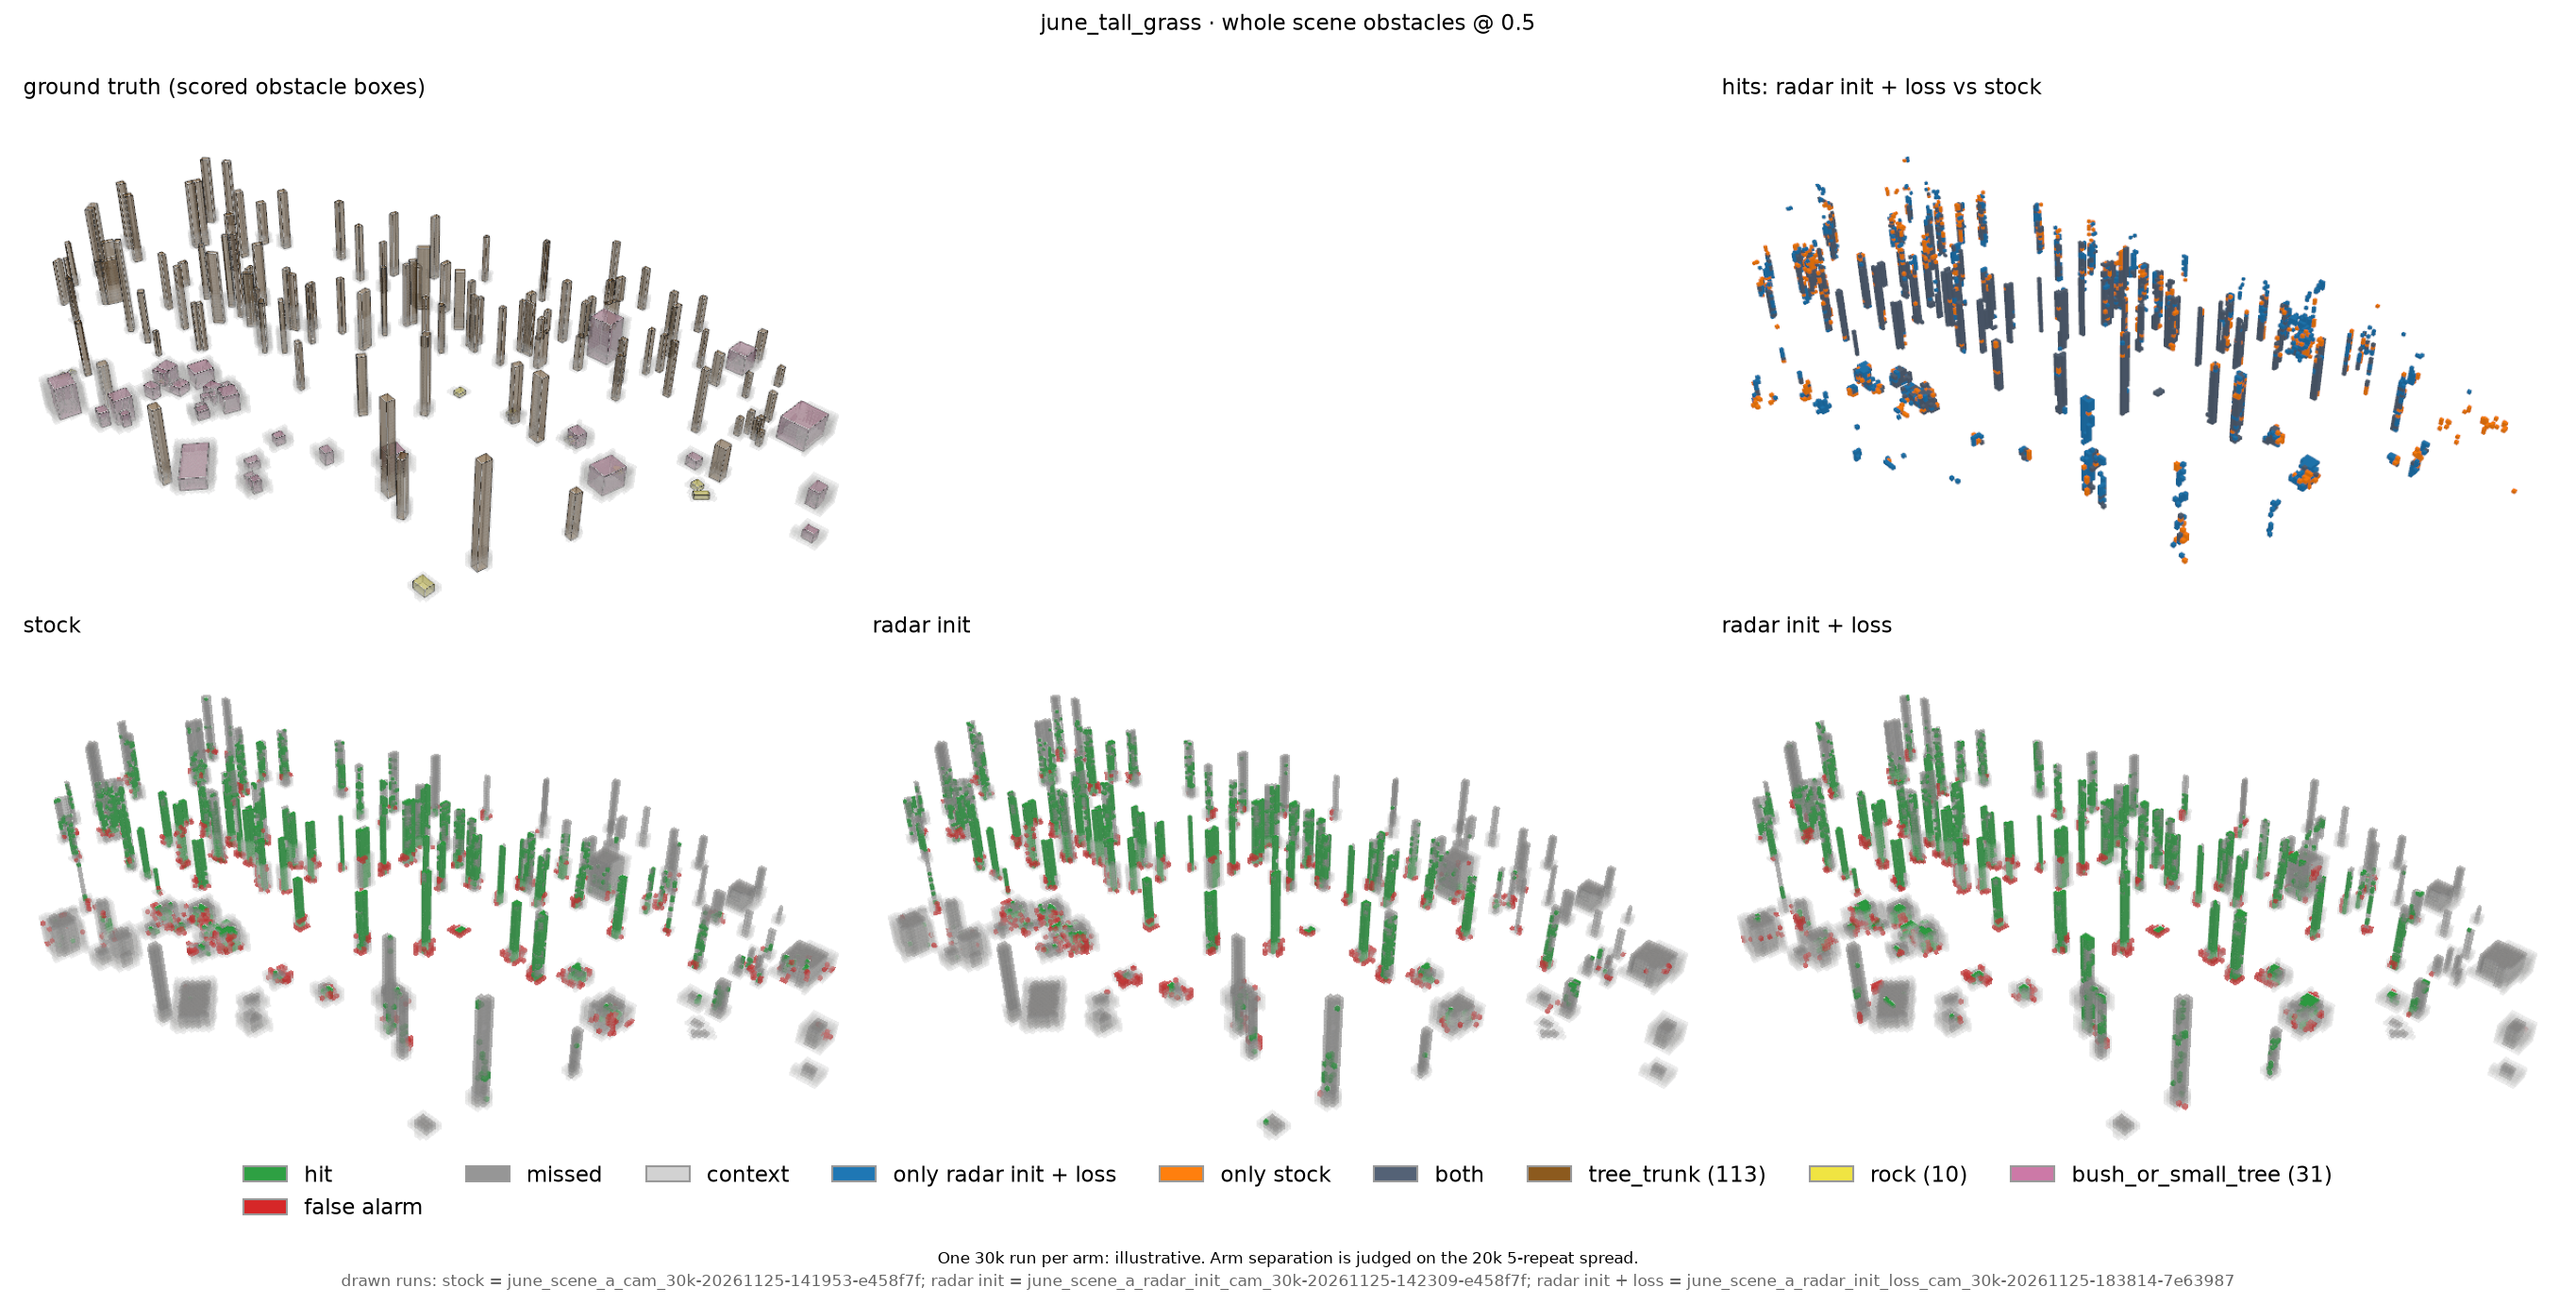 june_tall_grass · whole scene obstacles @ 0.5
ground truth (scored obstacle boxes)
hits: radar init + loss vs stock
stock
radar init
radar init + loss
hit
missed
context
only radar init + loss
only stock
both
tree_trunk (113)
rock (10)
bush_or_small_tree (31)
false alarm
One 30k run per arm: illustrative. Arm separation is judged on the 20k 5-repeat spread.
drawn runs: stock = june_scene_a_cam_30k-20261125-141953-e458f7f; radar init = june_scene_a_radar_init_cam_30k-20261125-142309-e458f7f; radar init + loss = june_scene_a_radar_init_loss_cam_30k-20261125-183814-7e63987